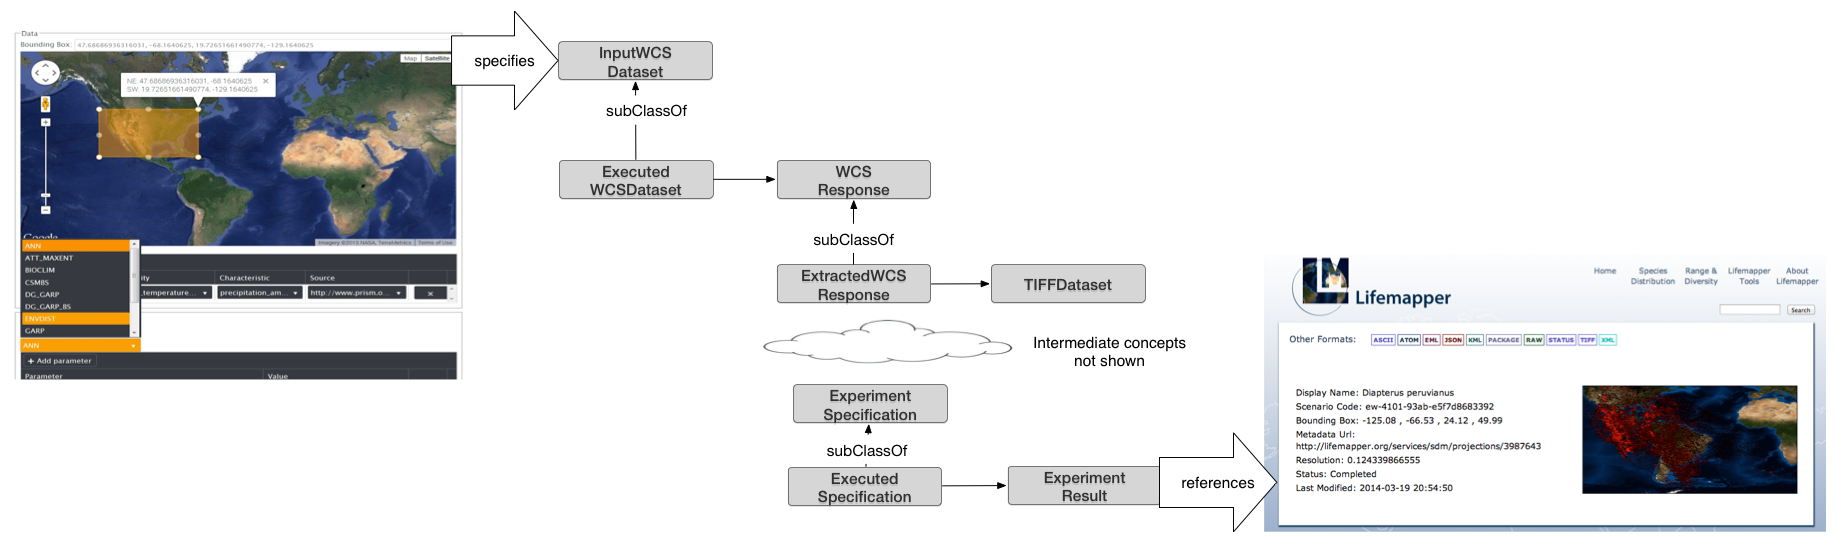 Data
Bounding Box: 47.68686936316031, -68.1640625, 19.72651661490774, -129.1640625
Map Satellite
NE: 47.68686936316031, -68.1640625 ×
SW: 19.72651661490774, -129.1640625
Google
Imagery ©2013 NASA, TerraMetrics Terms of Use
ANN
ATT_MAXENT
BIOCLIM
CSMBS
DG_GARP
DG_GARP_BS
ENVDIST
GARP
ANN
ity Characteristic Source
_temperature... precipitation_am... http://www.prism.o... ×
+ Add parameter
Parameter Value
specifies
InputWCS
Dataset
subClassOf
Executed
WCSDataset
WCS
Response
subClassOf
ExtractedWCS
Response
TIFFDataset
Intermediate concepts
not shown
Experiment
Specification
subClassOf
Executed
Specification
Experiment
Result
references
LM
Lifemapper
Home
Species
Distribution
Range &
Diversity
Lifemapper
Tools
About
Lifemapper
Search
Other Formats: ASCII ATOM EML JSON KML PACKAGE RAW STATUS TIFF XML
Display Name: Diapterus peruvianus
Scenario Code: ew-4101-93ab-e5f7d8683392
Bounding Box: -125.08 , -66.53 , 24.12 , 49.99
Metadata Url:
http://lifemapper.org/services/sdm/projections/3987643
Resolution: 0.124339866555
Status: Completed
Last Modified: 2014-03-19 20:54:50